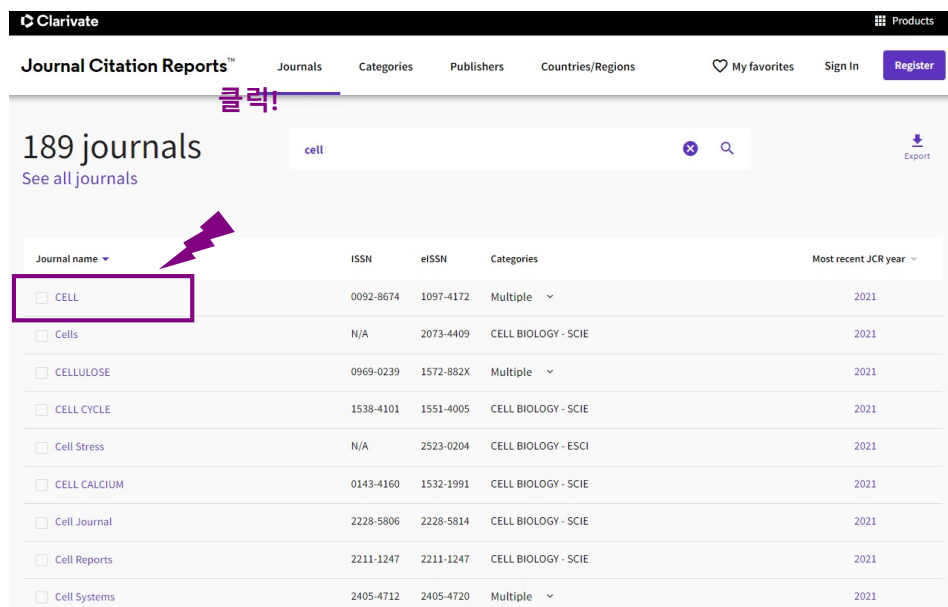 Clarivate Products
Journal Citation Reports™ Journals Categories Publishers Countries/Regions My favorites Sign In Register
클릭!
189 journals cell Export
See all journals
Journal name ISSN eISSN Categories Most recent JCR year
CELL 0092-8674 1097-4172 Multiple 2021
Cells N/A 2073-4409 CELL BIOLOGY - SCIE 2021
CELLULOSE 0969-0239 1572-882X Multiple 2021
CELL CYCLE 1538-4101 1551-4005 CELL BIOLOGY - SCIE 2021
Cell Stress N/A 2523-0204 CELL BIOLOGY - ESCI 2021
CELL CALCIUM 0143-4160 1532-1991 CELL BIOLOGY - SCIE 2021
Cell Journal 2228-5806 2228-5814 CELL BIOLOGY - SCIE 2021
Cell Reports 2211-1247 2211-1247 CELL BIOLOGY - SCIE 2021
Cell Systems 2405-4712 2405-4720 Multiple 2021